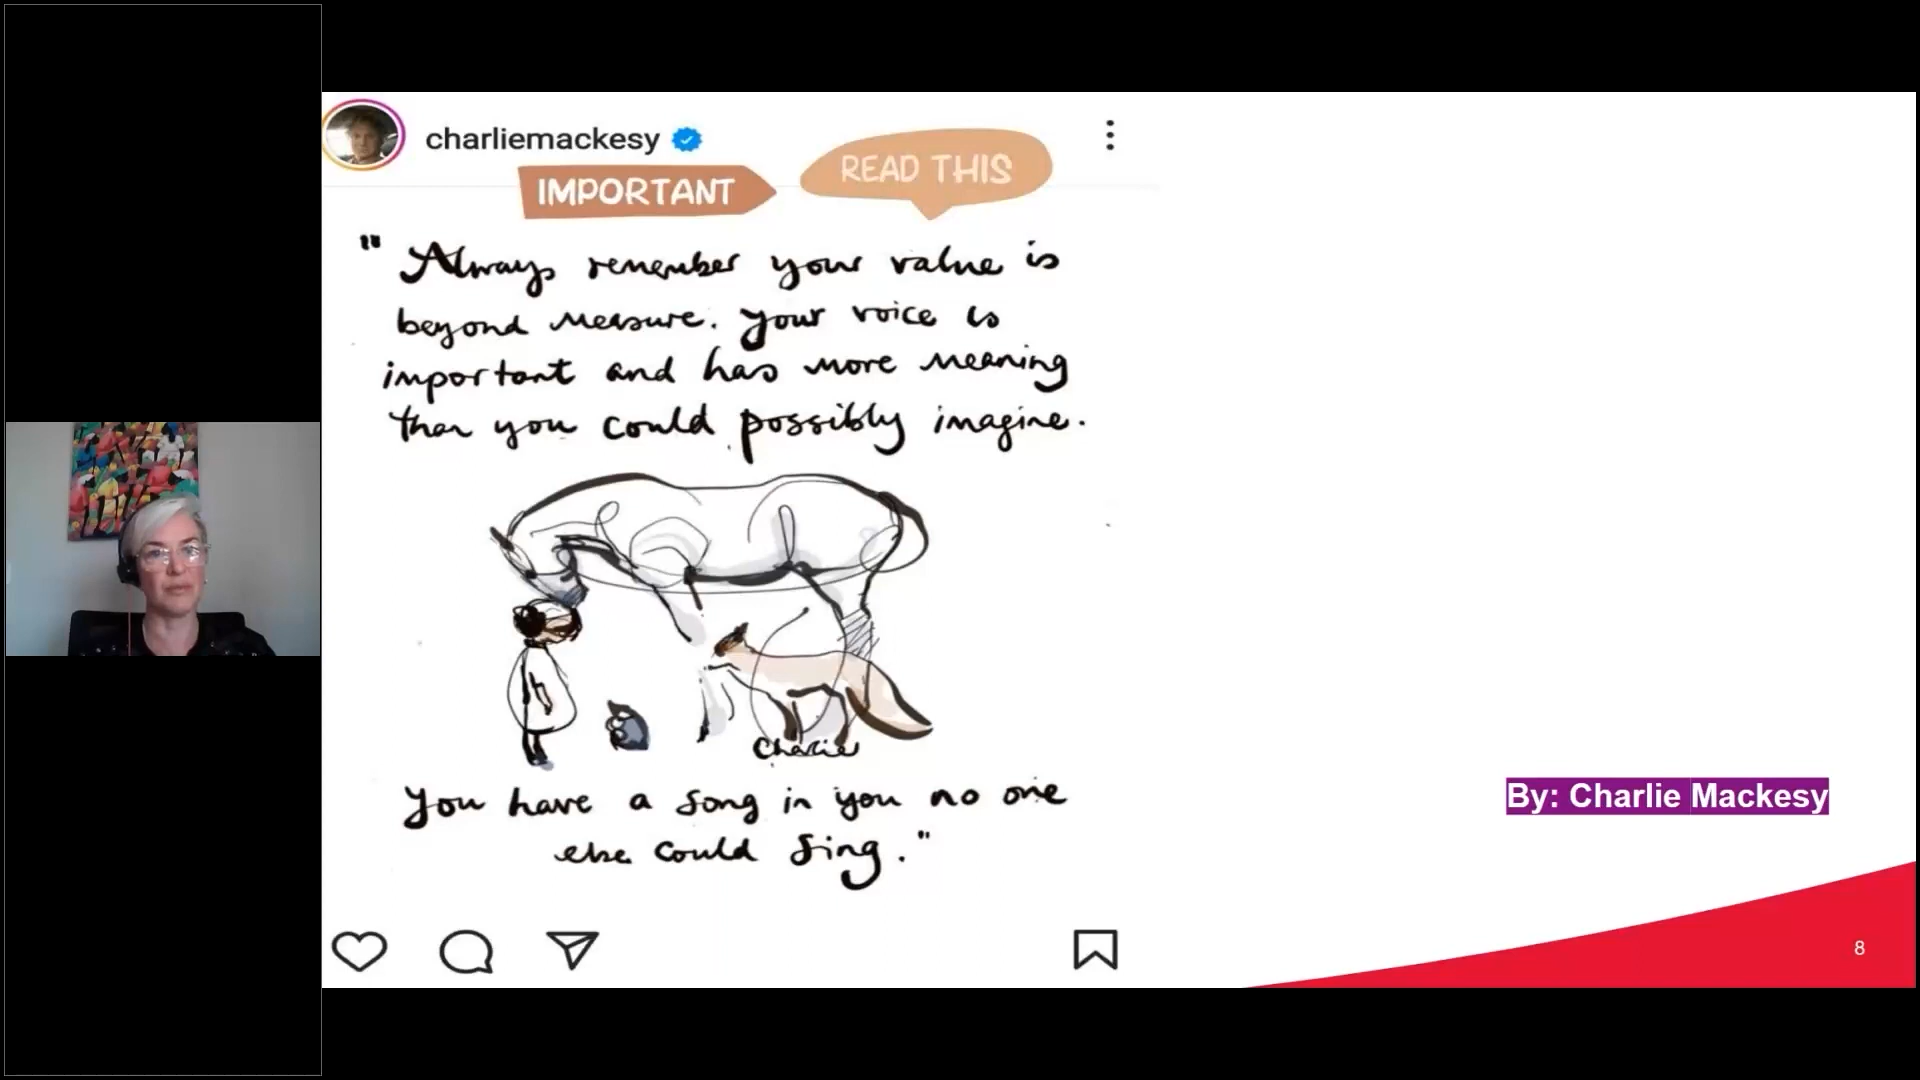 charliemackesy
IMPORTANT
READ THIS
" Always remember your value is
beyond measure. Your voice is
important and has more meaning
than you could possibly imagine.
Charlie
You have a song in you no one
else could sing."
By: Charlie Mackesy
8